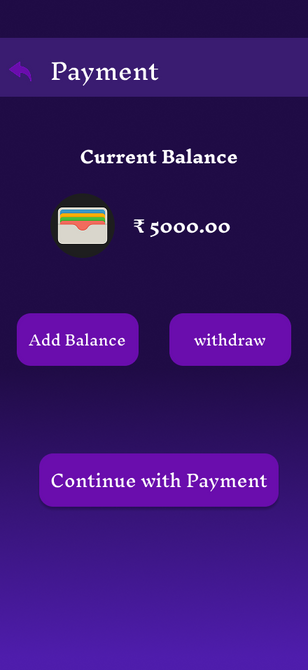 Payment
Current Balance
₹ 5000.00
Add Balance
withdraw
Continue with Payment